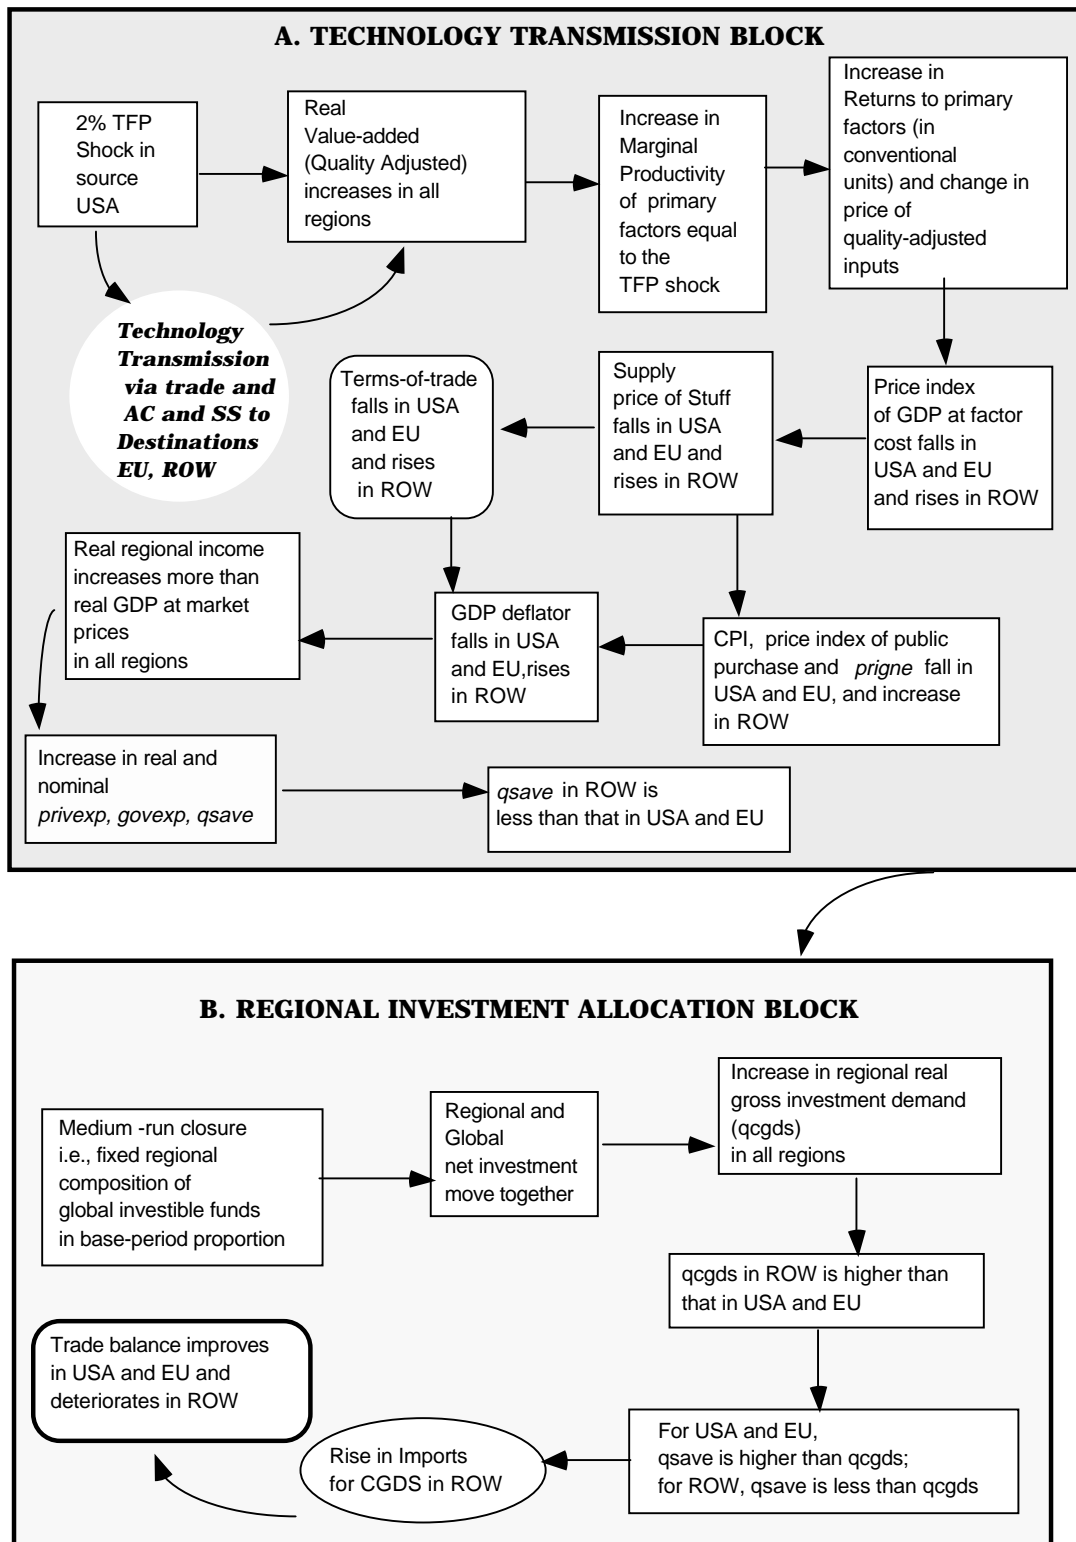 A. TECHNOLOGY TRANSMISSION BLOCK
2% TFP
Shock in
source
USA
Real
Value-added
(Quality Adjusted)
increases in all
regions
Increase in
Marginal
Productivity
of primary
factors equal
to the
TFP shock
Increase in
Returns to primary
factors (in
conventional
units) and change in
price of
quality-adjusted
inputs
Technology
Transmission
via trade and
AC and SS to
Destinations
EU, ROW
Terms-of-trade
falls in USA
and EU
and rises
in ROW
Supply
price of Stuff
falls in USA
and EU and
rises in ROW
Price index
of GDP at factor
cost falls in
USA and EU
and rises in ROW
Real regional income
increases more than
real GDP at market
prices
in all regions
GDP deflator
falls in USA
and EU,rises
in ROW
CPI, price index of public
purchase and prigne fall in
USA and EU, and increase
in ROW
Increase in real and
nominal
privexp, govexp, qsave
qsave in ROW is
less than that in USA and EU
B. REGIONAL INVESTMENT ALLOCATION BLOCK
Medium -run closure
i.e., fixed regional
composition of
global investible funds
in base-period proportion
Regional and
Global
net investment
move together
Increase in regional real
gross investment demand
(qcgds)
in all regions
qcgds in ROW is higher than
that in USA and EU
Trade balance improves
in USA and EU and
deteriorates in ROW
Rise in Imports
for CGDS in ROW
For USA and EU,
qsave is higher than qcgds;
for ROW, qsave is less than qcgds